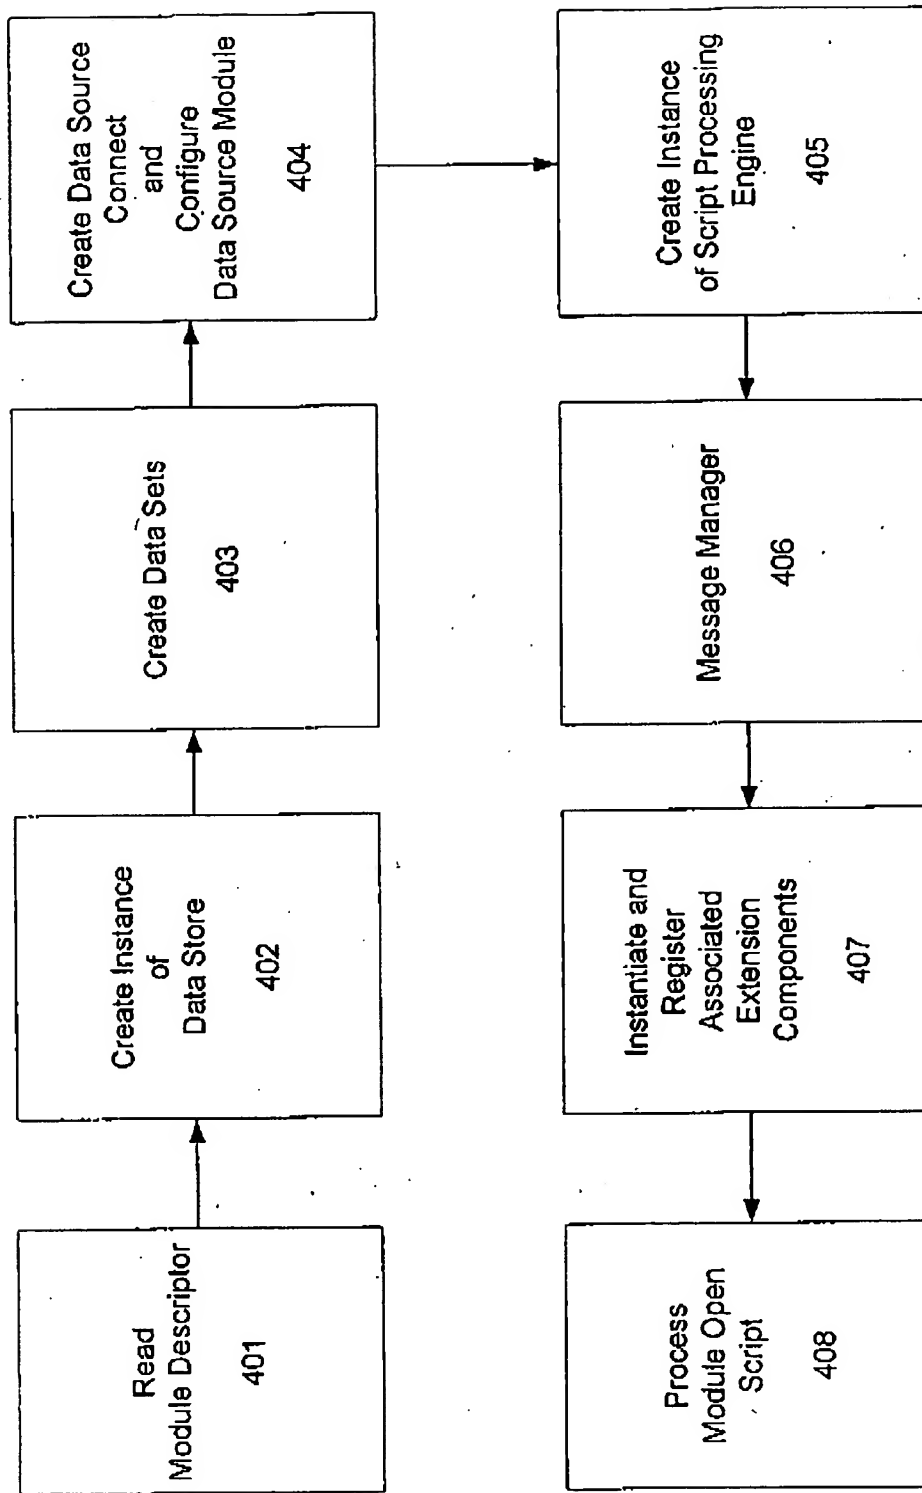 Read
Module Descriptor
401
Create Instance
of
Data Store
402
Create Data Sets
403
Create Data Source
Connect
and
Configure
Data Source Module
404
Create Instance
of Script Processing
Engine
405
Message Manager
406
Instantiate and
Register
Associated
Extension
Components
407
Process
Module Open
Script
408